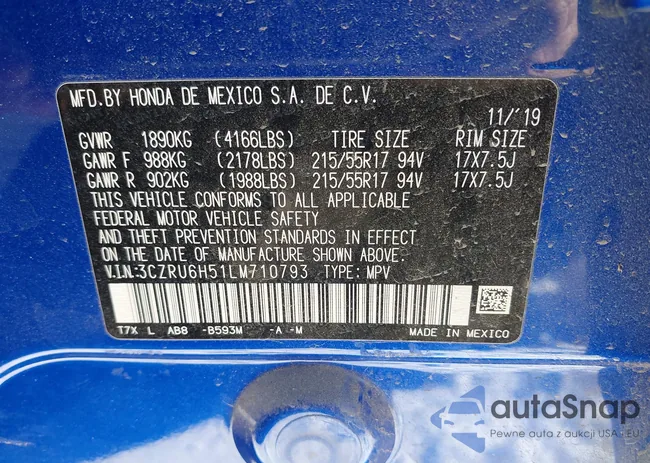 MFD.BY HONDA DE MEXICO S.A. DE C.V.
11/'19
GVWR 1890KG (4166LBS) TIRE SIZE RIM SIZE
GAWR F 988KG (2178LBS) 215/55R17 94V 17X7.5J
GAWR R 902KG (1988LBS) 215/55R17 94V 17X7.5J
THIS VEHICLE CONFORMS TO ALL APPLICABLE
FEDERAL MOTOR VEHICLE SAFETY
AND THEFT PREVENTION STANDARDS IN EFFECT
ON THE DATE OF MANUFACTURE SHOWN ABOVE.
V.I.N.:3CZRU6H51LM710793 TYPE: MPV
T7X L AB8 -B593M -A -M MADE IN MEXICO
autaSnap
Pewne auta z aukcji USA - EU